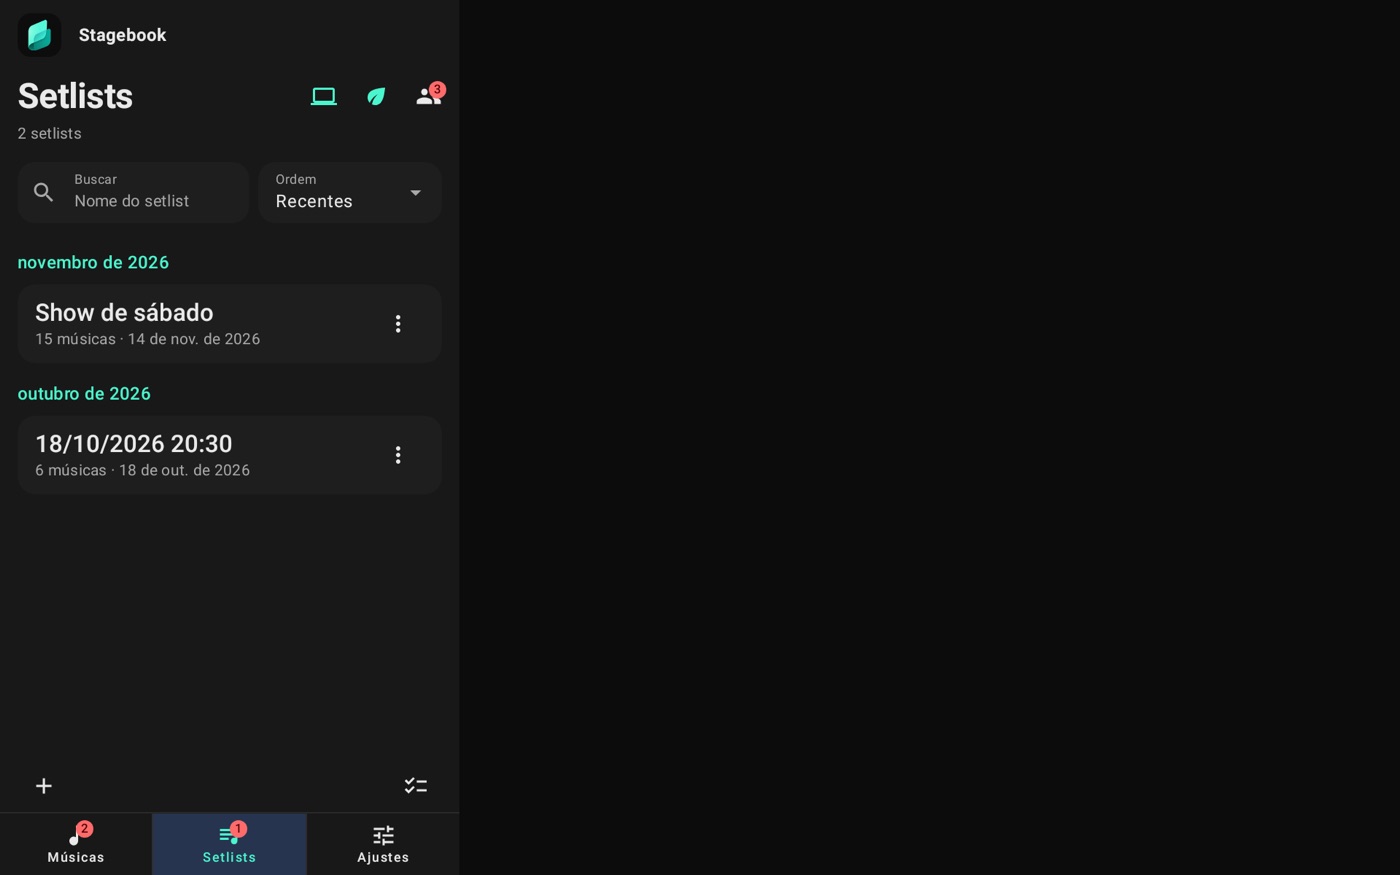 Stagebook
Setlists
3
2 setlists
Buscar
Nome do setlist
Ordem
Recentes
novembro de 2026
Show de sábado
15 músicas · 14 de nov. de 2026
outubro de 2026
18/10/2026 20:30
6 músicas · 18 de out. de 2026
2
Músicas
1
Setlists
Ajustes